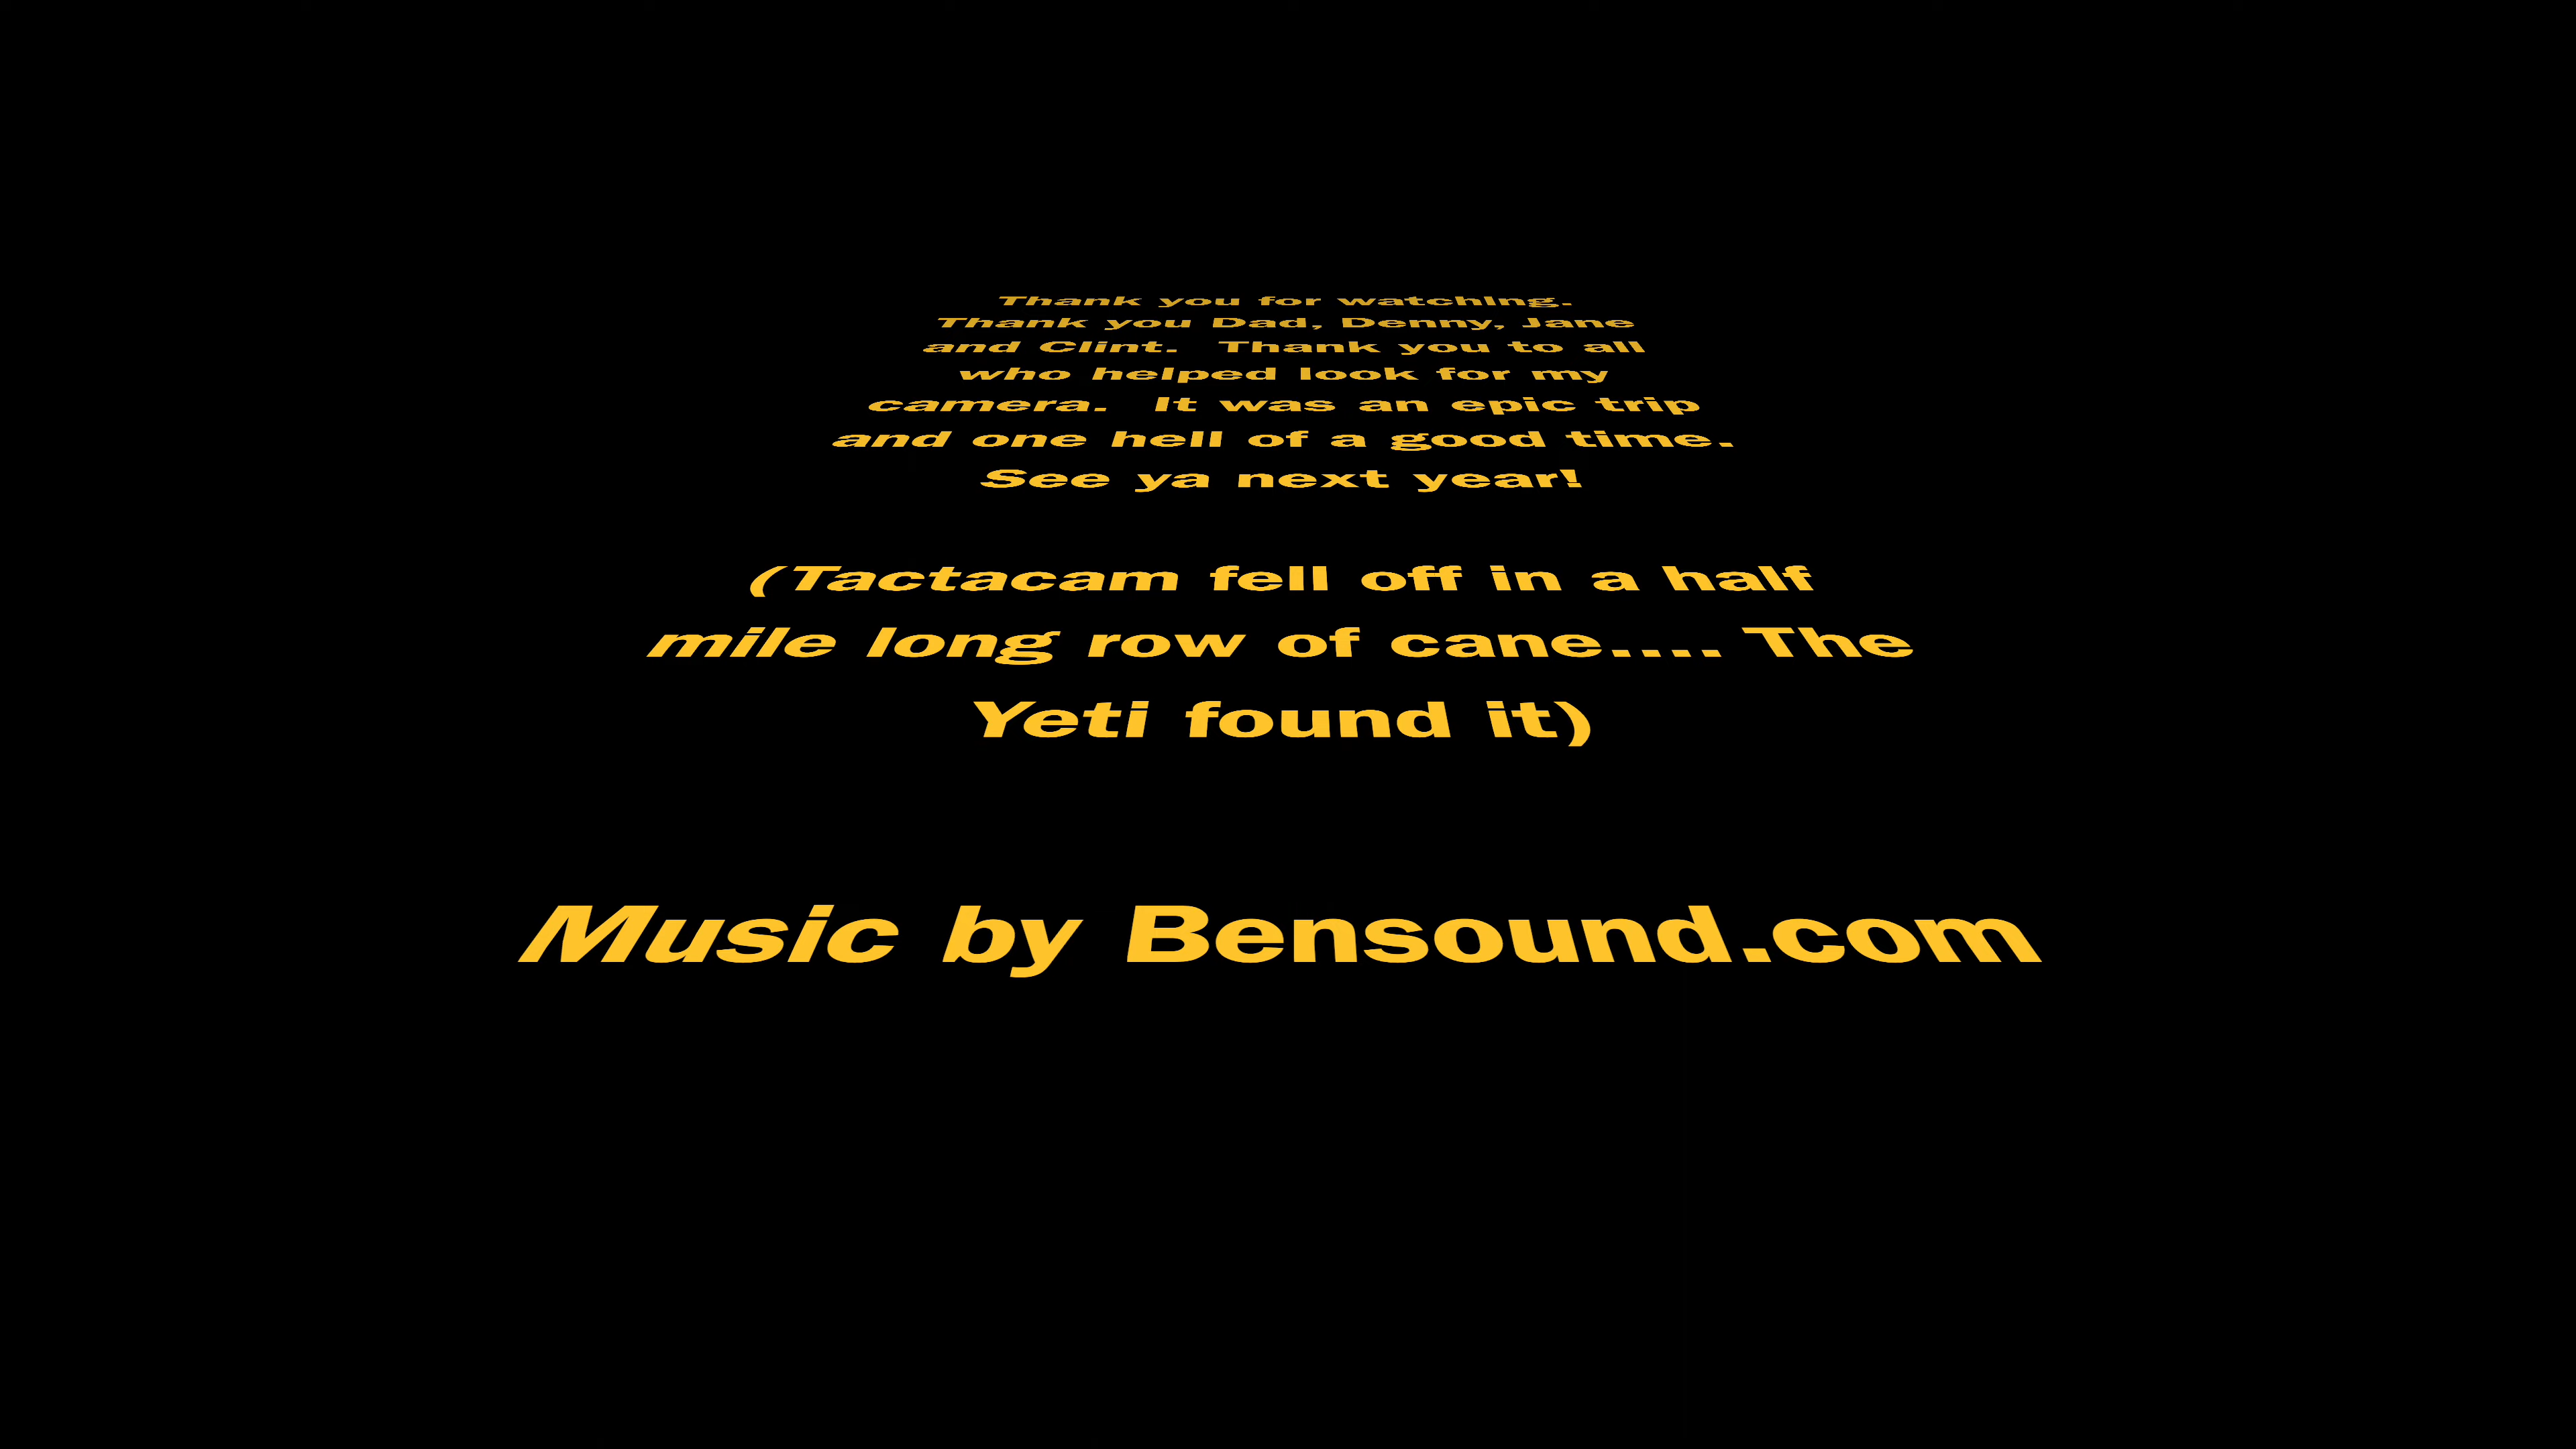 Thank you for watching.
Thank you Dad, Denny, Jane
and Clint.  Thank you to all
who helped look for my
camera.  It was an epic trip
and one hell of a good time.
See ya next year!
(Tactacam fell off in a half
mile long row of cane.... The
Yeti found it)
Music by Bensound.com